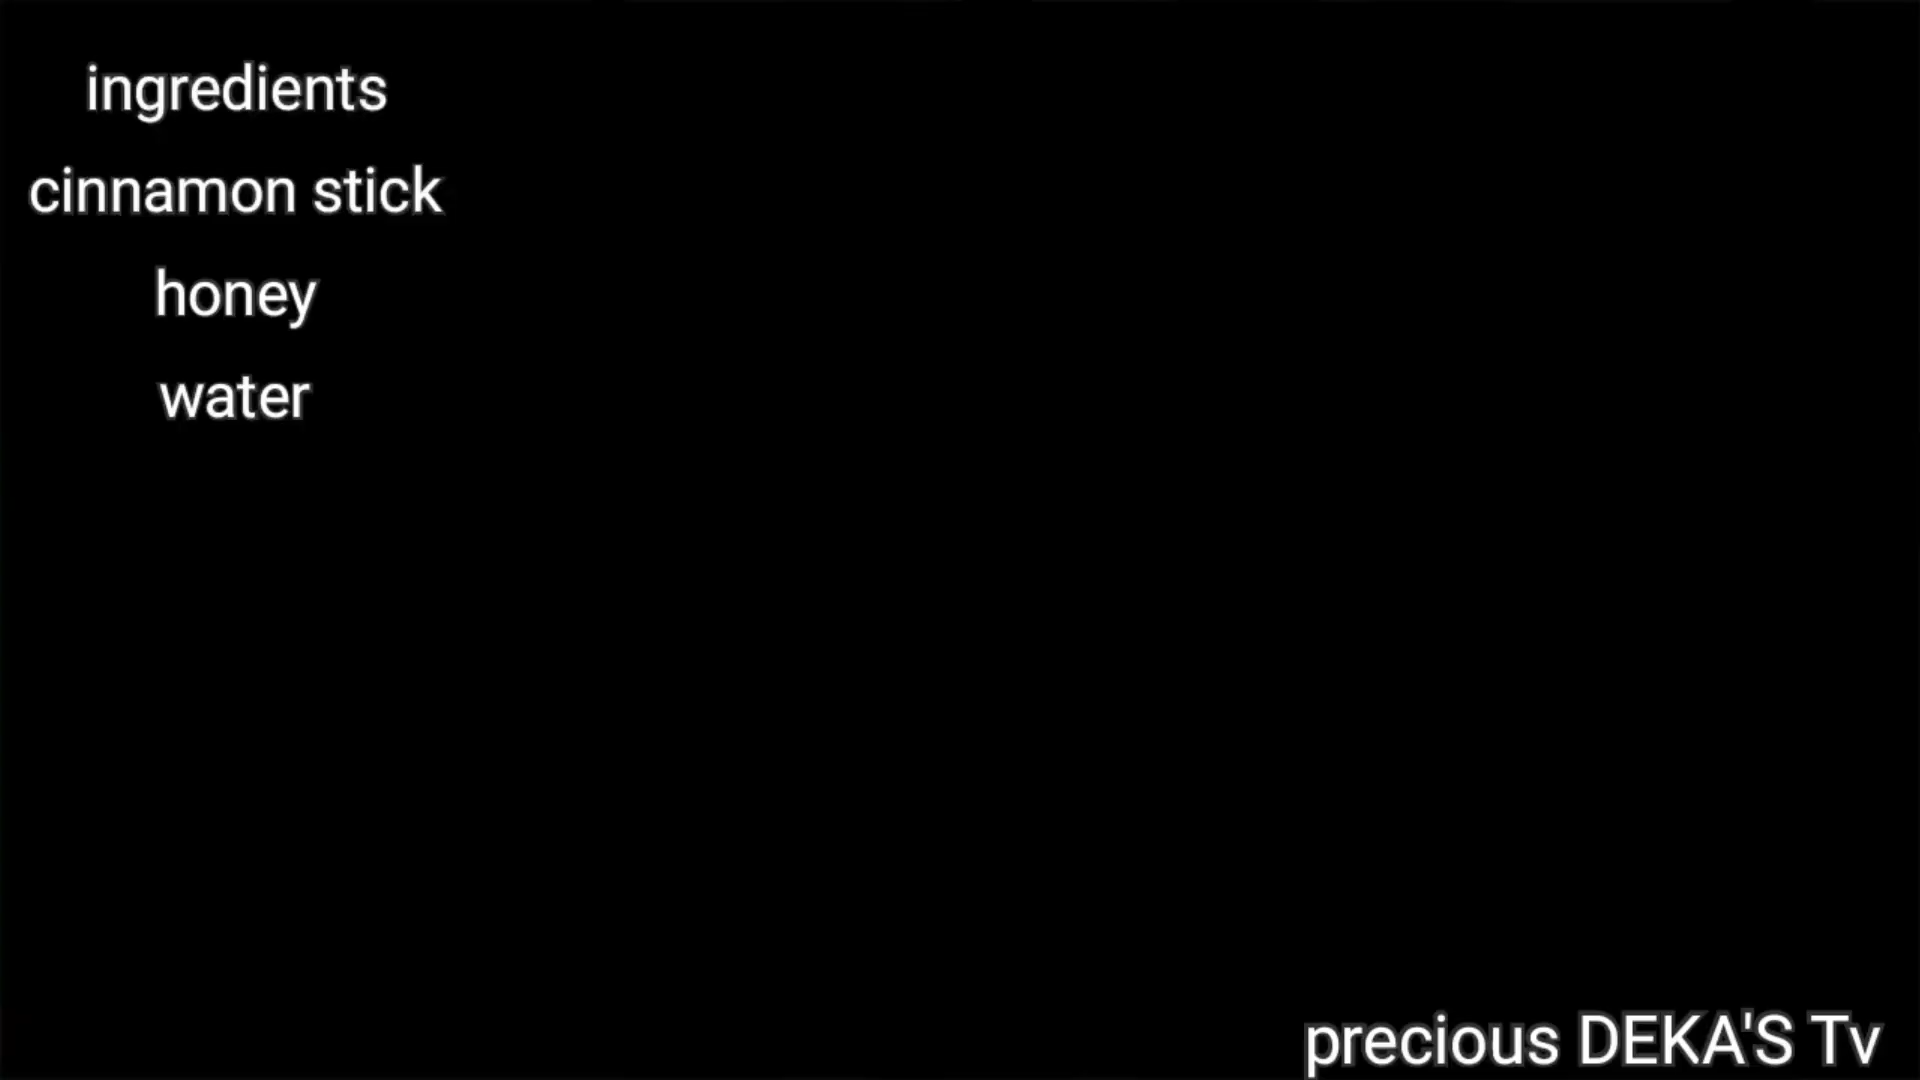 ingredients
cinnamon stick
honey
water
precious DEKA'S Tv